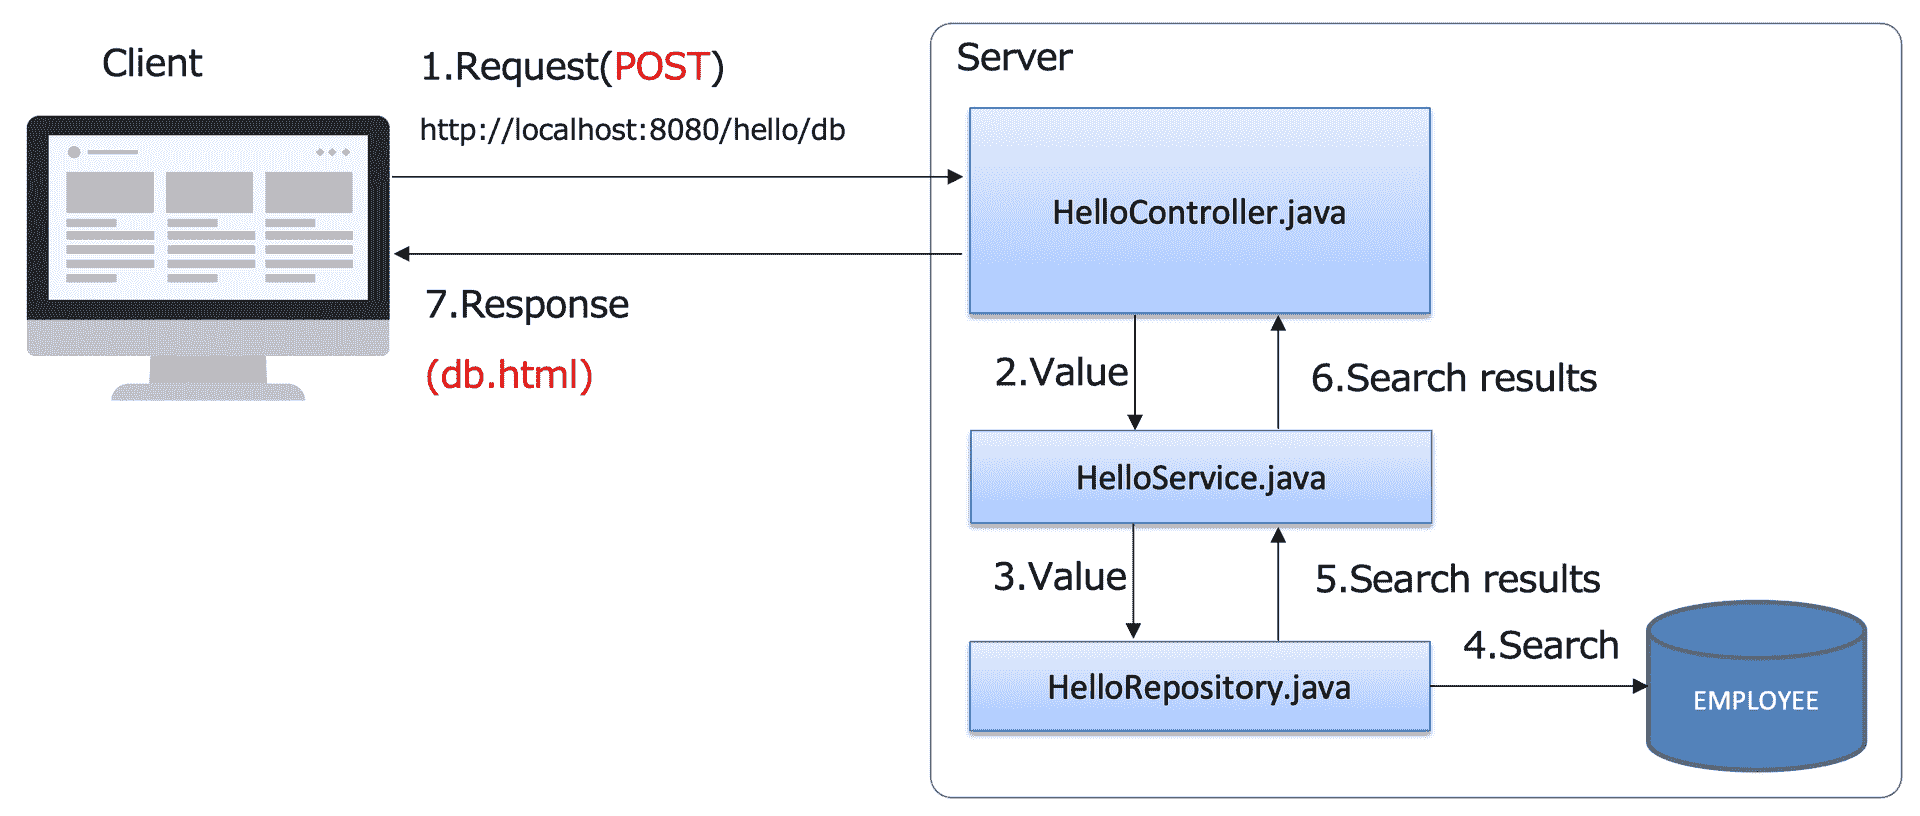 Client
1.Request(POST)
http://localhost:8080/hello/db
7.Response
(db.html)
Server
HelloController.java
2.Value
6.Search results
HelloService.java
3.Value
5.Search results
HelloRepository.java
4.Search
EMPLOYEE